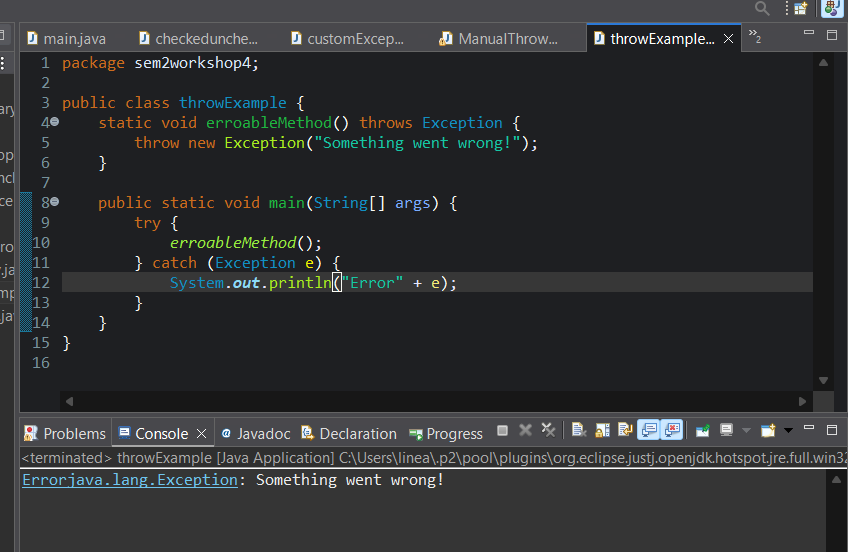 main.java
checkedunche...
customExcep...
ManualThrow...
throwExample...
»2
1 package sem2workshop4;
2
3 public class throwExample {
4 static void erroableMethod() throws Exception {
5 throw new Exception("Something went wrong!");
6 }
7
8 public static void main(String[] args) {
9 try {
10 erroableMethod();
11 } catch (Exception e) {
12 System.out.println("Error" + e);
13 }
14 }
15 }
16
Problems
Console
@ Javadoc
Declaration
Progress
<terminated> throwExample [Java Application] C:\Users\linea\.p2\pool\plugins\org.eclipse.justj.openjdk.hotspot.jre.full.win32
Errorjava.lang.Exception: Something went wrong!